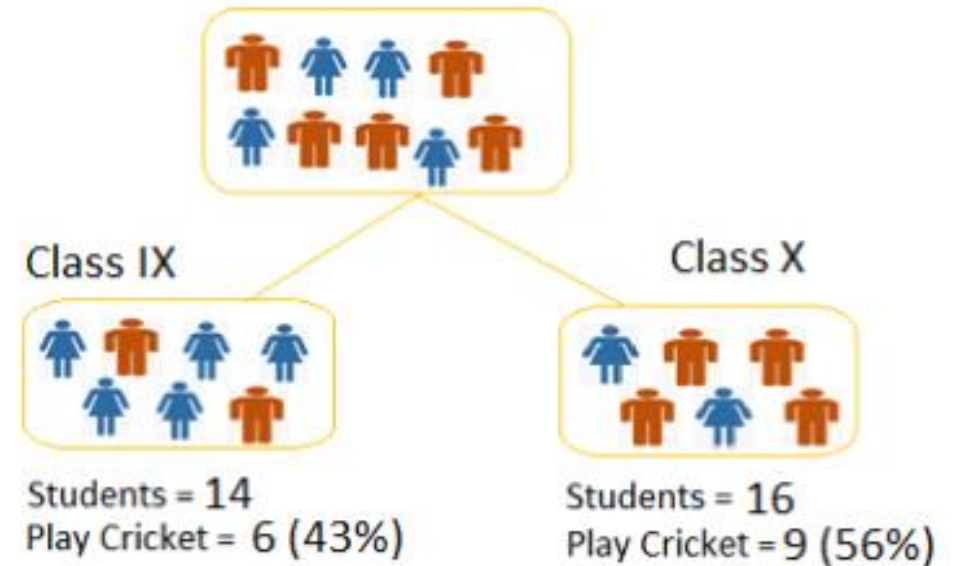 Class IX
Class X
Students = 14
Play Cricket = 6 (43%)
Students = 16
Play Cricket = 9 (56%)